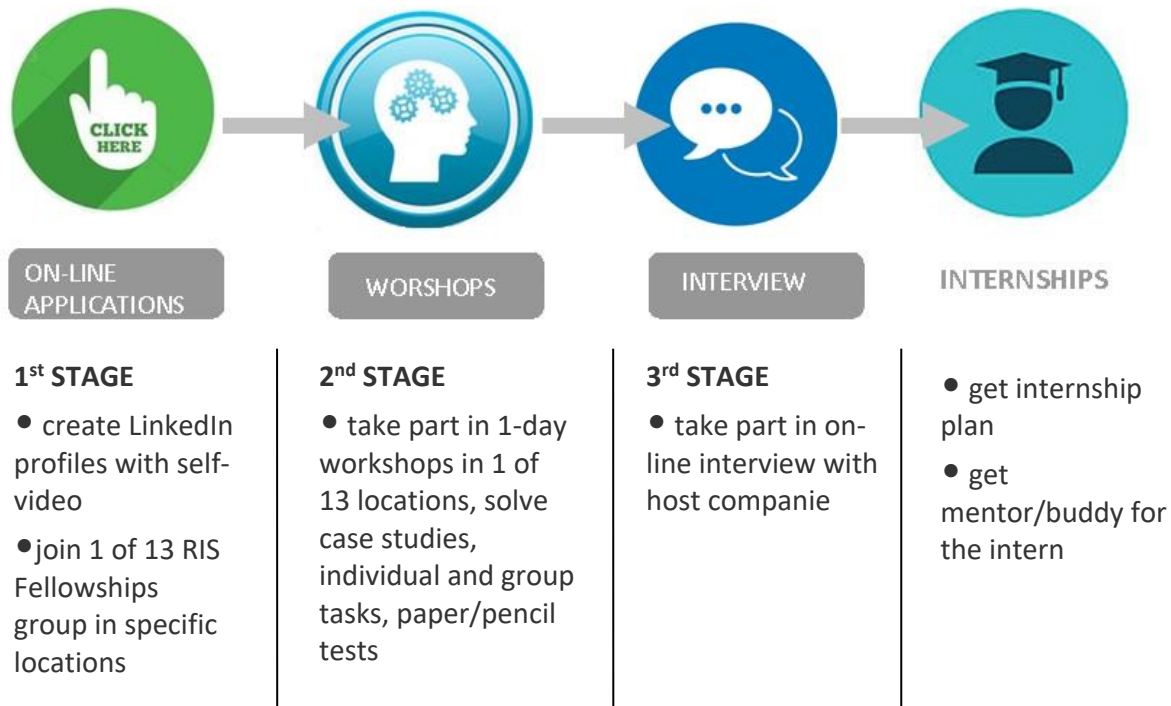 CLICK
HERE
ON-LINE
APPLICATIONS
WORSHOPS
INTERVIEW
INTERNSHIPS
1st STAGE
• create LinkedIn
profiles with self-
video
•join 1 of 13 RIS
Fellowships
group in specific
locations
2nd STAGE
• take part in 1-day
workshops in 1 of
13 locations, solve
case studies,
individual and group
tasks, paper/pencil
tests
3rd STAGE
• take part in on-
line interview with
host companie
• get internship
plan
• get
mentor/buddy for
the intern